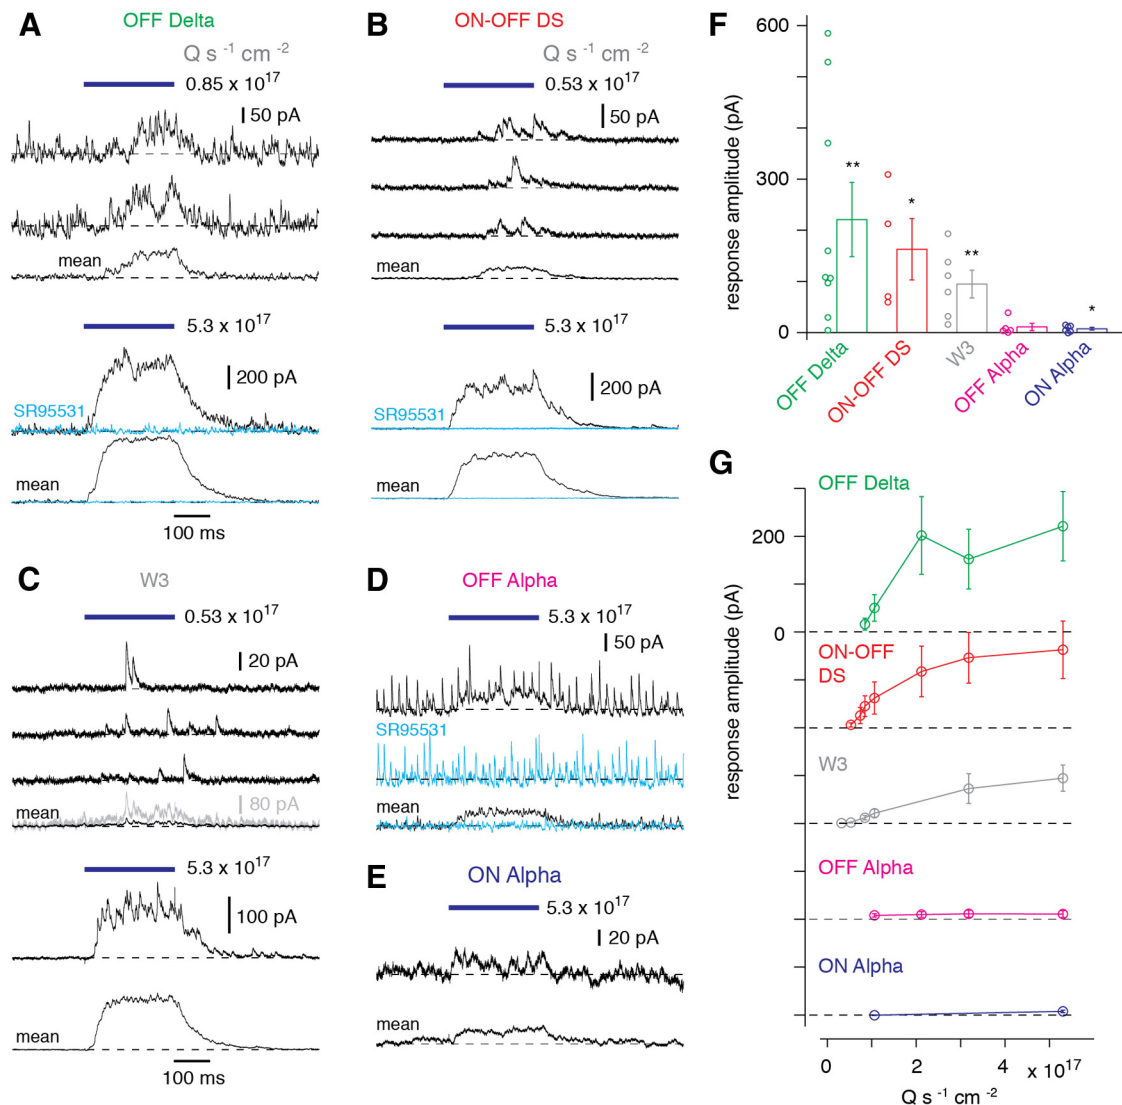 A
OFF Delta
Q s -1 cm -2
0.85 x 10 17
50 pA
mean
5.3 x 10 17
200 pA
SR95531
mean
100 ms
B
ON-OFF DS
Q s -1 cm -2
0.53 x 10 17
50 pA
mean
5.3 x 10 17
200 pA
SR95531
mean
C
W3
0.53 x 10 17
20 pA
mean
80 pA
5.3 x 10 17
100 pA
mean
100 ms
D
OFF Alpha
5.3 x 10 17
50 pA
SR95531
mean
E
ON Alpha
5.3 x 10 17
20 pA
mean
F
response amplitude (pA)
600
300
0
**
*
**
*
OFF Delta
ON-OFF DS
W3
OFF Alpha
ON Alpha
G
response amplitude (pA)
OFF Delta
200
0
ON-OFF
DS
W3
OFF Alpha
ON Alpha
0
2
4
x 10 17
Q s -1 cm -2